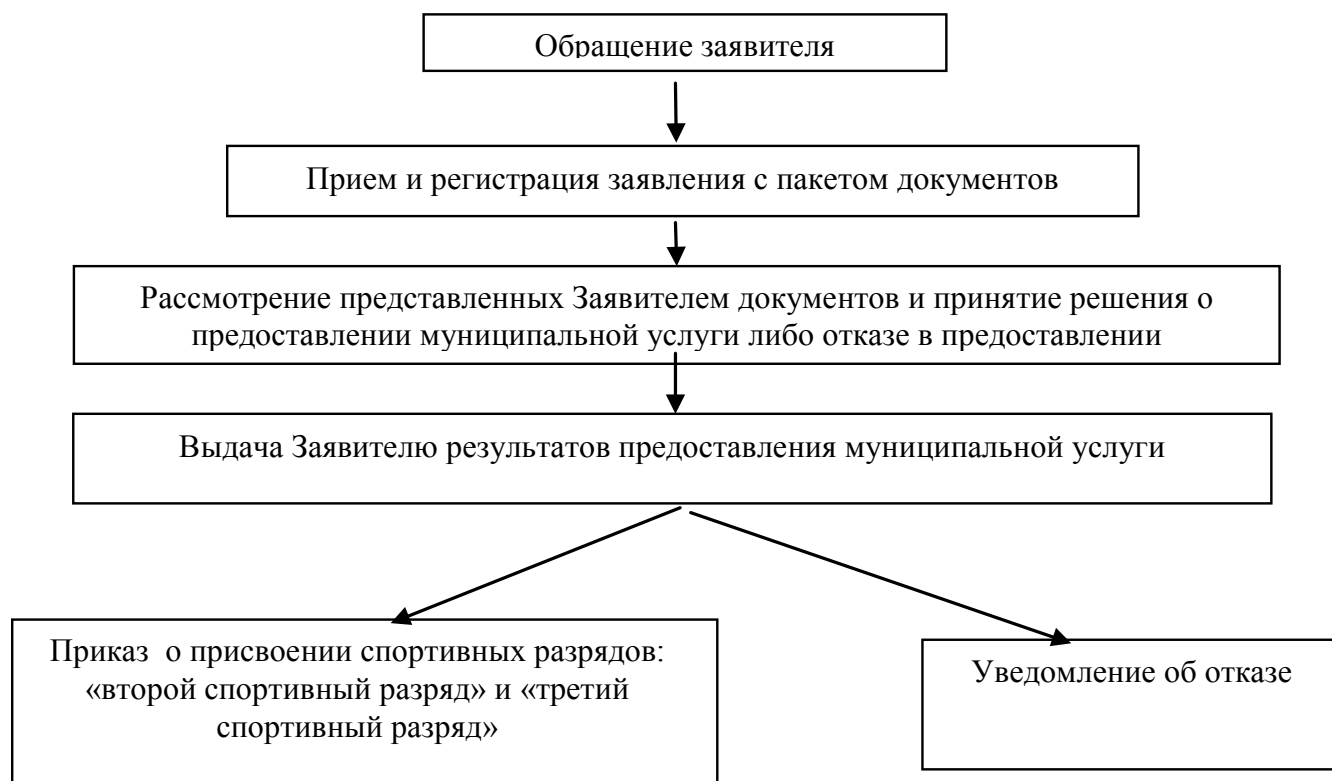 Обращение заявителя
Прием и регистрация заявления с пакетом документов
Рассмотрение представленных Заявителем документов и принятие решения о
предоставлении муниципальной услуги либо отказе в предоставлении
Выдача Заявителю результатов предоставления муниципальной услуги
Приказ о присвоении спортивных разрядов:
«второй спортивный разряд» и «третий
спортивный разряд»
Уведомление об отказе